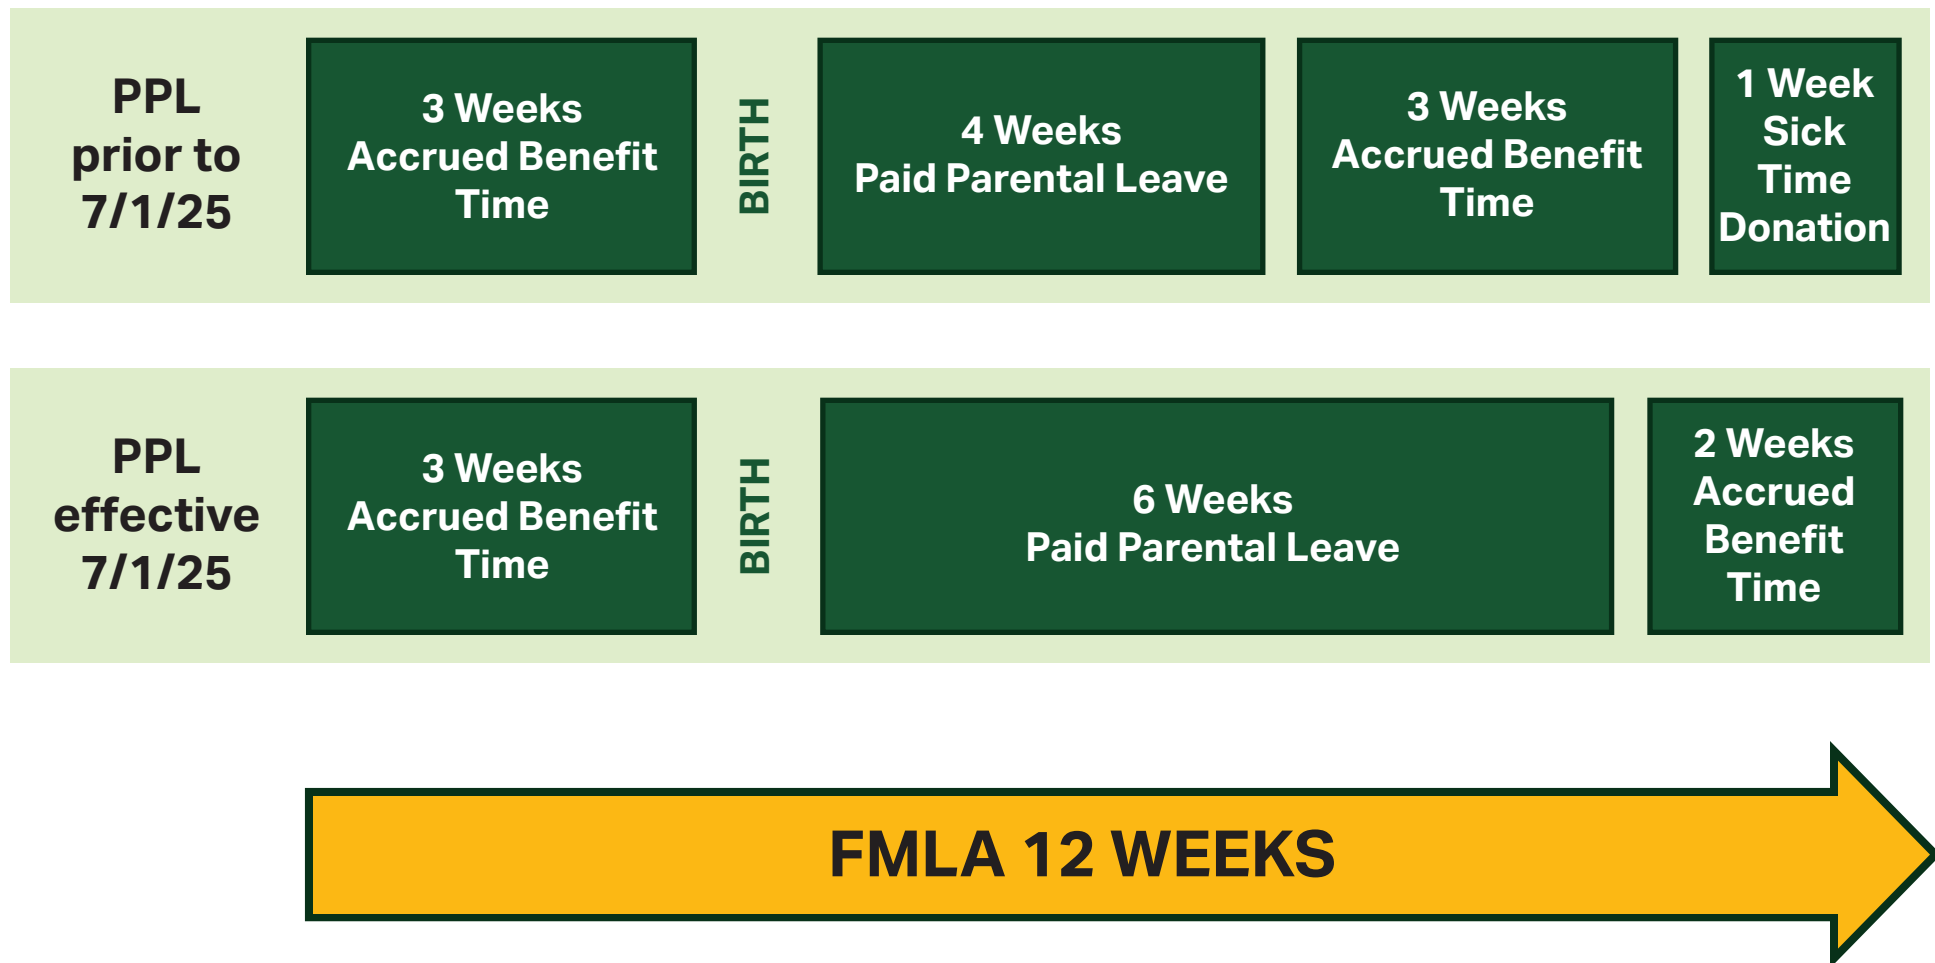 PPL
prior to
7/1/25
3 Weeks
Accrued Benefit
Time
BIRTH
4 Weeks
Paid Parental Leave
3 Weeks
Accrued Benefit
Time
1 Week
Sick
Time
Donation
PPL
effective
7/1/25
3 Weeks
Accrued Benefit
Time
BIRTH
6 Weeks
Paid Parental Leave
2 Weeks
Accrued
Benefit
Time
FMLA 12 WEEKS